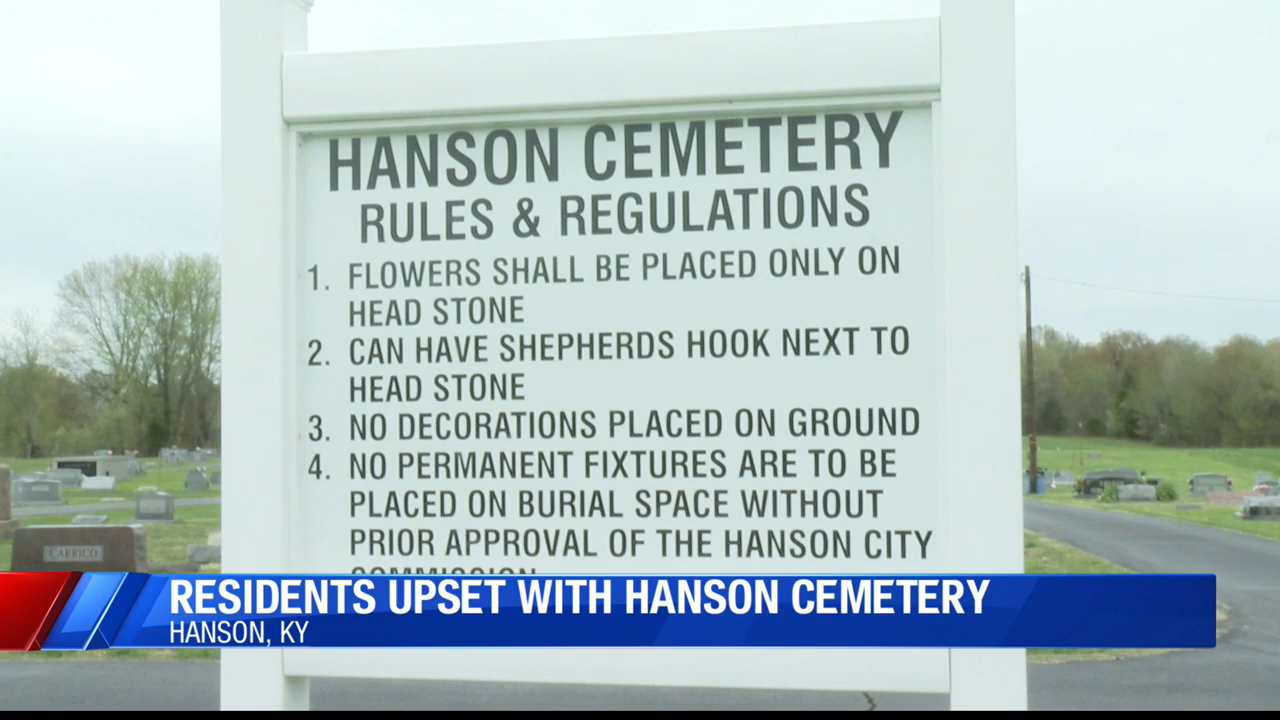 HANSON CEMETERY
RULES & REGULATIONS
1. FLOWERS SHALL BE PLACED ONLY ON
HEAD STONE
2. CAN HAVE SHEPHERDS HOOK NEXT TO
HEAD STONE
3. NO DECORATIONS PLACED ON GROUND
4. NO PERMANENT FIXTURES ARE TO BE
PLACED ON BURIAL SPACE WITHOUT
PRIOR APPROVAL OF THE HANSON CITY
COMMISSION
CARRICO
RESIDENTS UPSET WITH HANSON CEMETERY
HANSON, KY